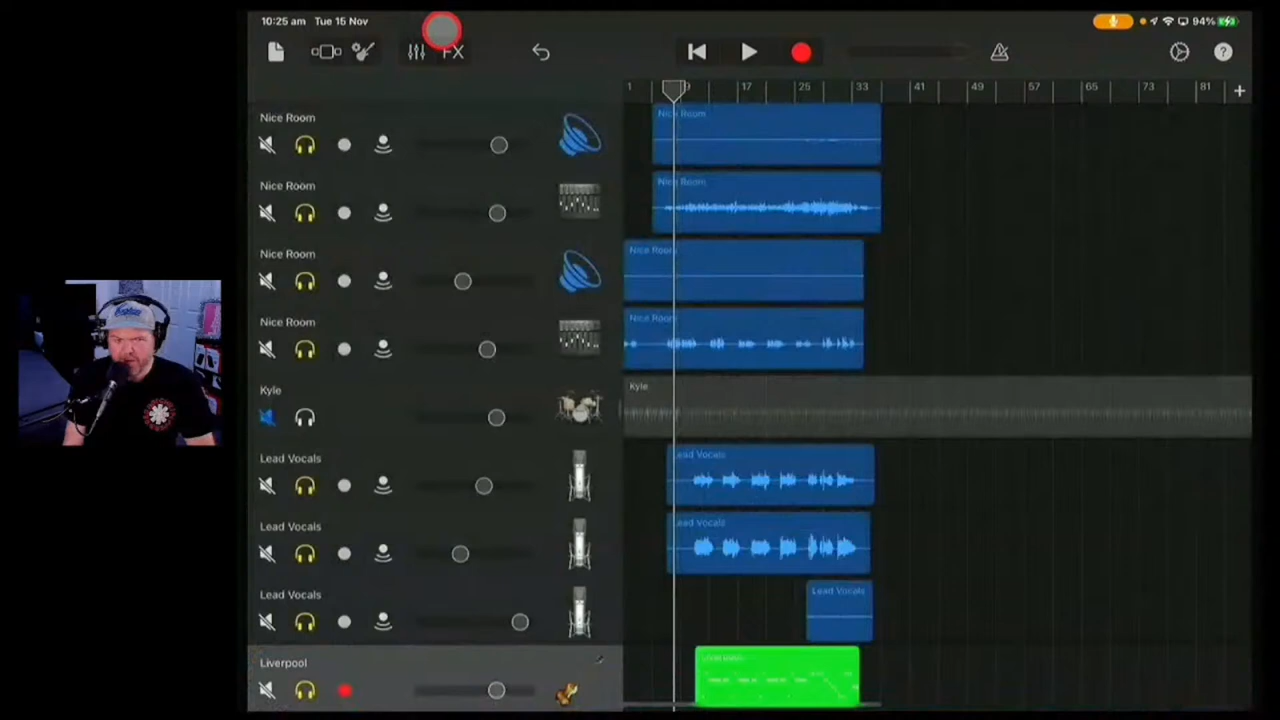 10:25 am Tue 15 Nov
94%
FX
?
1 9 17 25 33 41 49 57 65 73 81 +
Nice Room
Nice Room
Nice Room
Nice Room
Nice Room
Nice Room
Nice Room
Nice Room
Kyle
Kyle
Lead Vocals
Lead Vocals
Lead Vocals
Lead Vocals
Lead Vocals
Lead Vocals
Liverpool